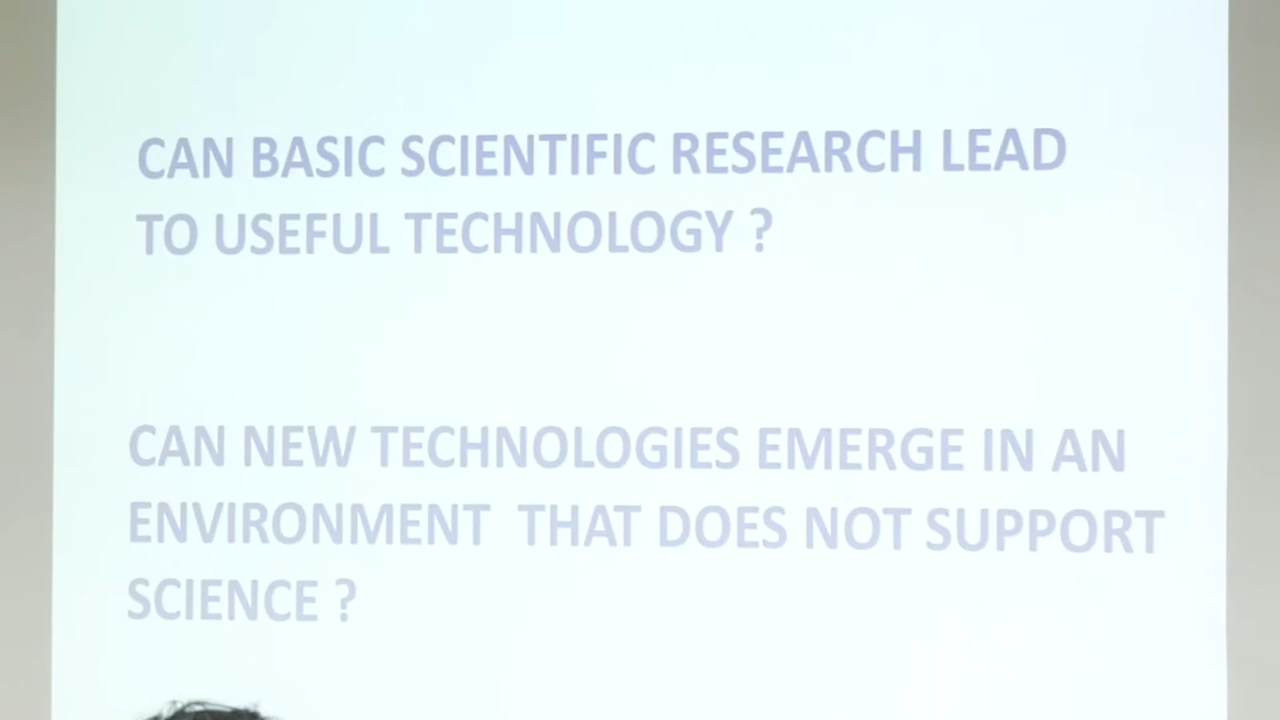 CAN BASIC SCIENTIFIC RESEARCH LEAD
TO USEFUL TECHNOLOGY ?
CAN NEW TECHNOLOGIES EMERGE IN AN
ENVIRONMENT THAT DOES NOT SUPPORT
SCIENCE ?